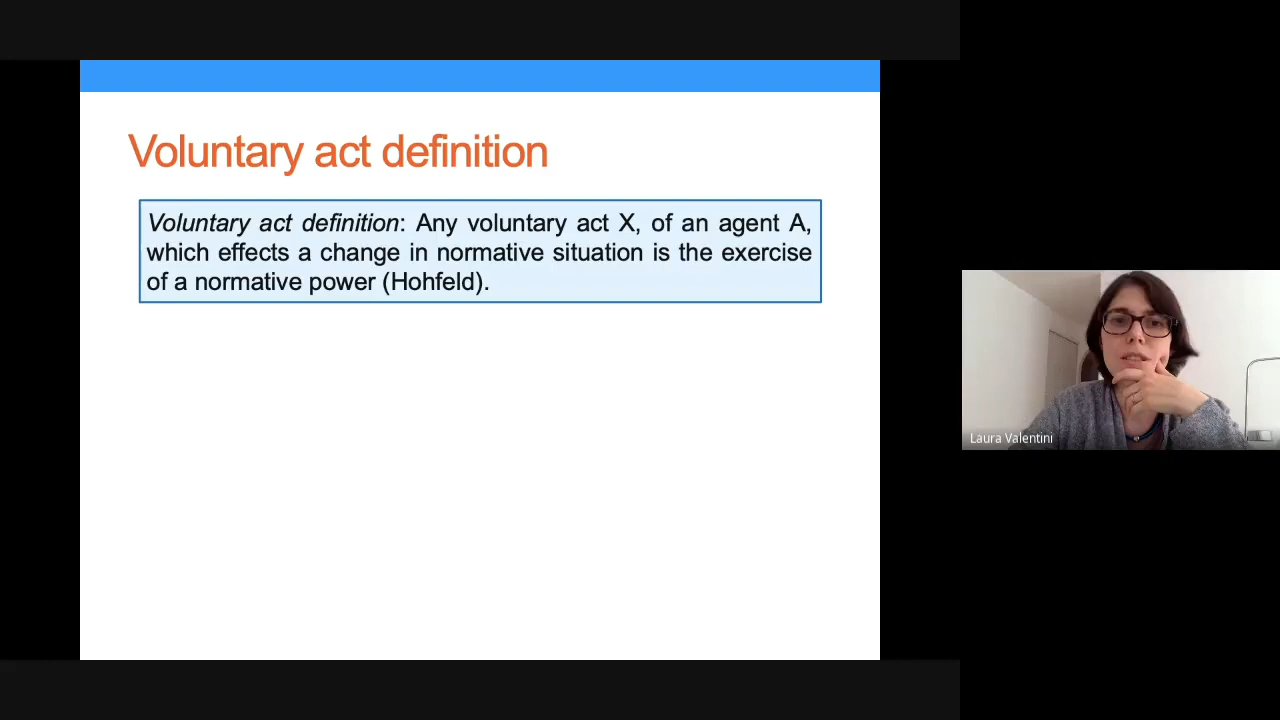 Voluntary act definition
Voluntary act definition: Any voluntary act X, of an agent A,
which effects a change in normative situation is the exercise
of a normative power (Hohfeld).
Laura Valentini